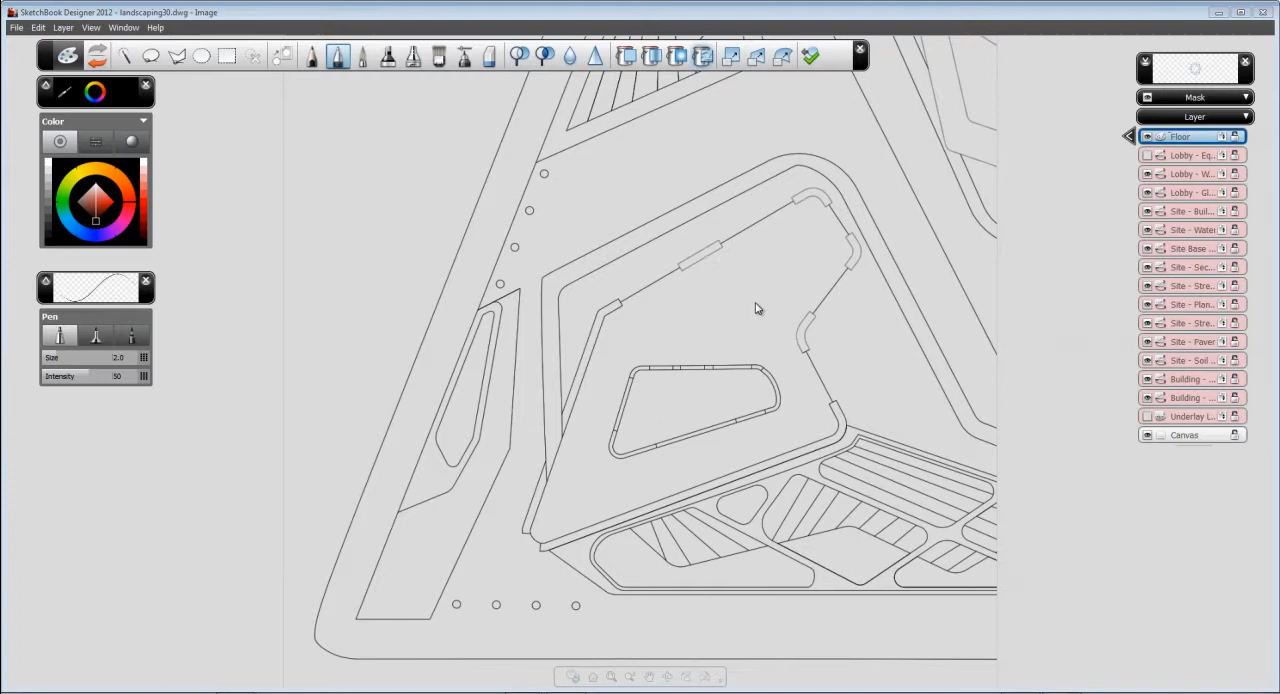 SketchBook Designer 2012 - landscaping30.dwg - Image
File Edit Layer View Window Help
Color
Pen
Size 2.0
Intensity 50
Mask
Layer
Floor
Lobby - Eq...
Lobby - W...
Lobby - Gl...
Site - Buil...
Site - Water
Site Base ...
Site - Sec...
Site - Stre...
Site - Plan...
Site - Stre...
Site - Paver
Site - Soil ...
Building - ...
Building - ...
Underlay L...
Canvas